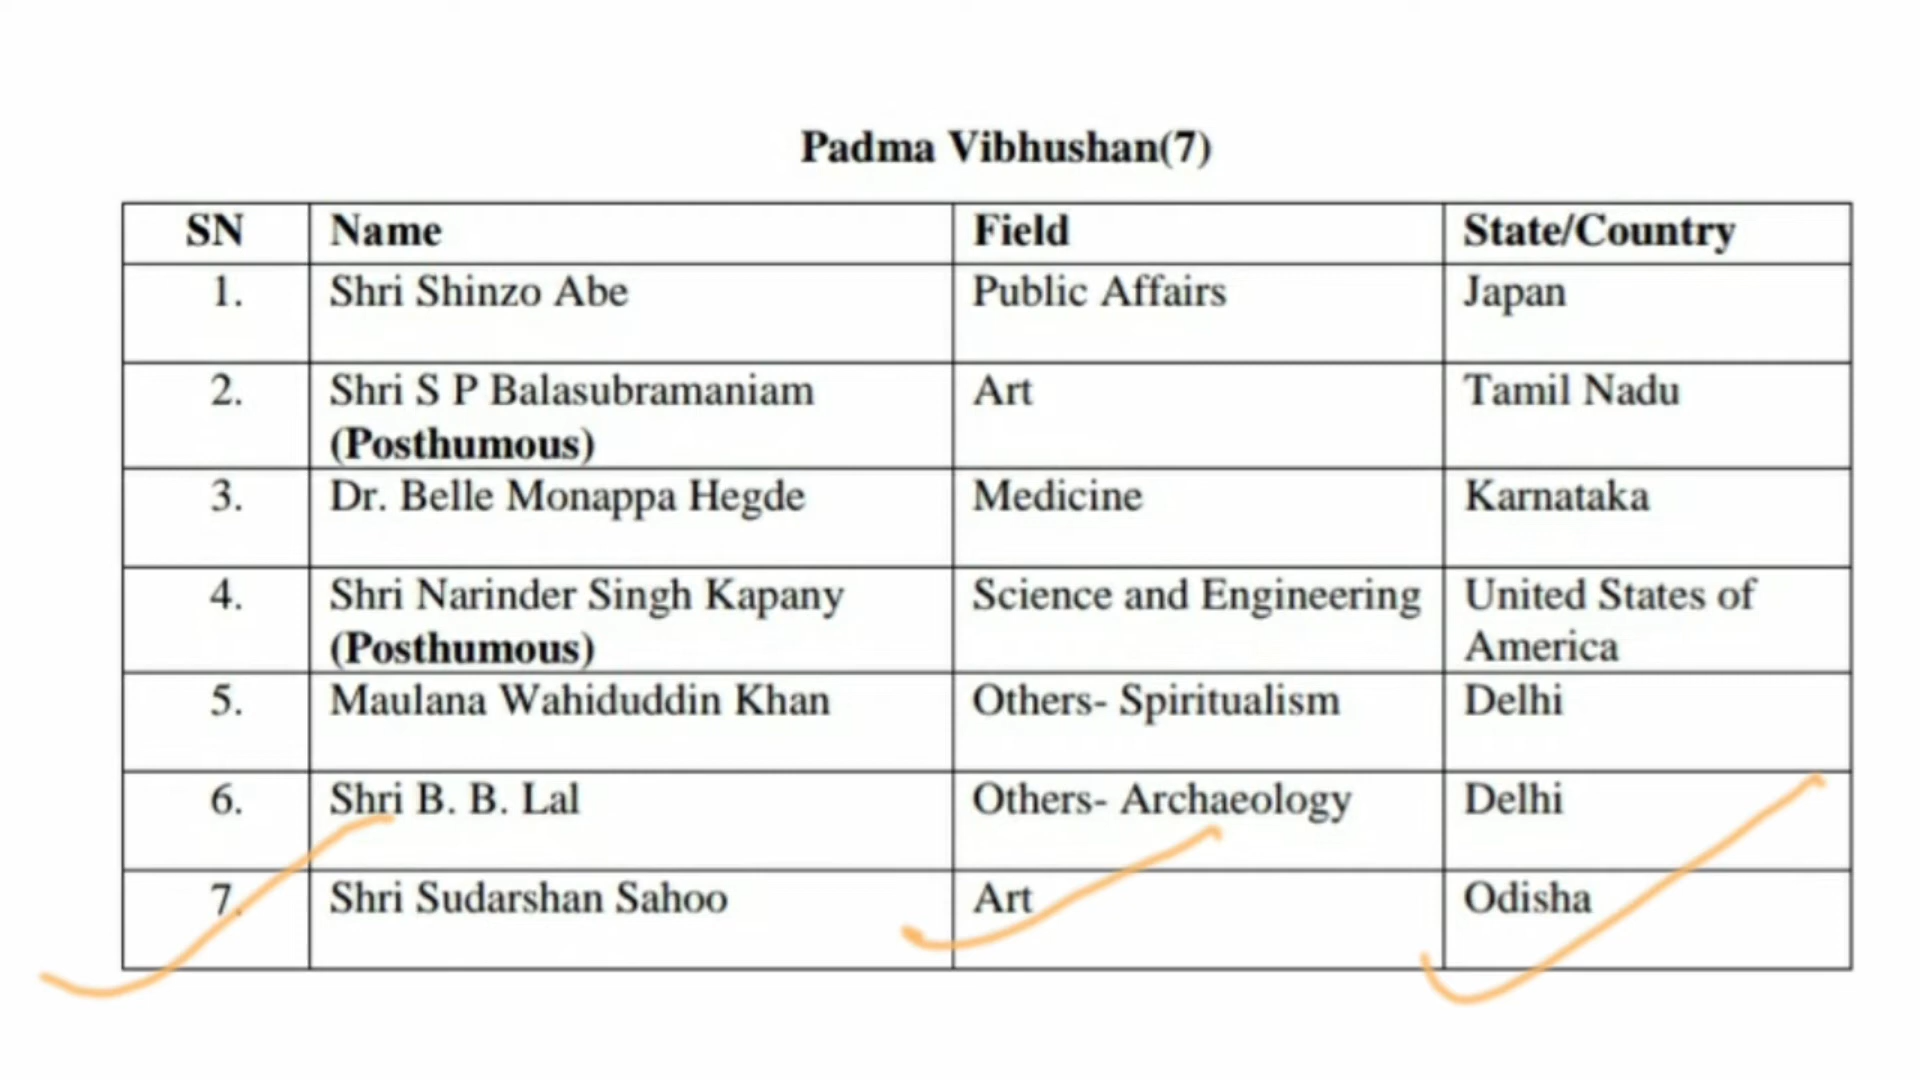 Padma Vibhushan(7)
SN Name Field State/Country
1. Shri Shinzo Abe Public Affairs Japan
2. Shri S P Balasubramaniam Art Tamil Nadu
(Posthumous)
3. Dr. Belle Monappa Hegde Medicine Karnataka
4. Shri Narinder Singh Kapany Science and Engineering United States of
(Posthumous) America
5. Maulana Wahiduddin Khan Others- Spiritualism Delhi
6. Shri B. B. Lal Others- Archaeology Delhi
7. Shri Sudarshan Sahoo Art Odisha